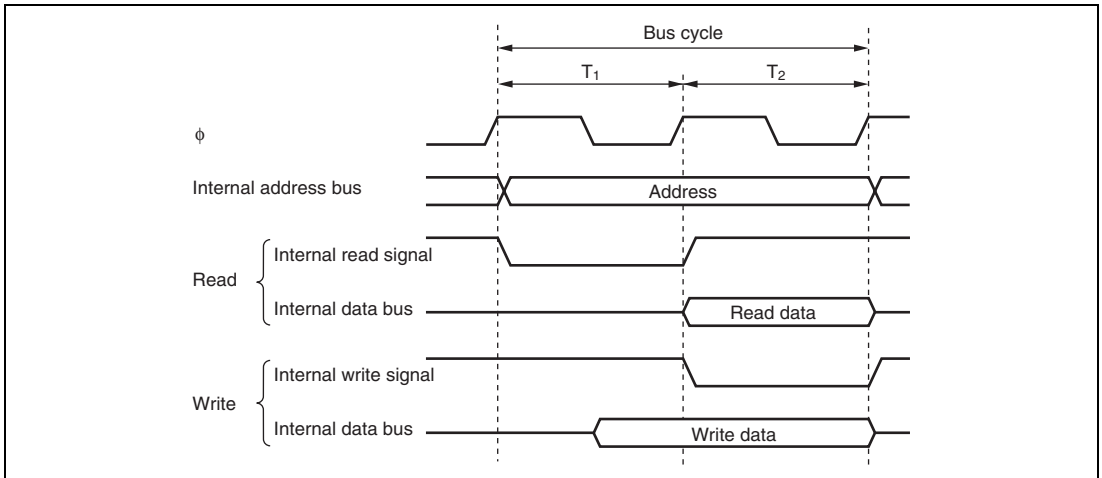 Bus cycle
T₁ T₂
ϕ
Internal address bus Address
Internal read signal
Read
Internal data bus Read data
Internal write signal
Write
Internal data bus Write data